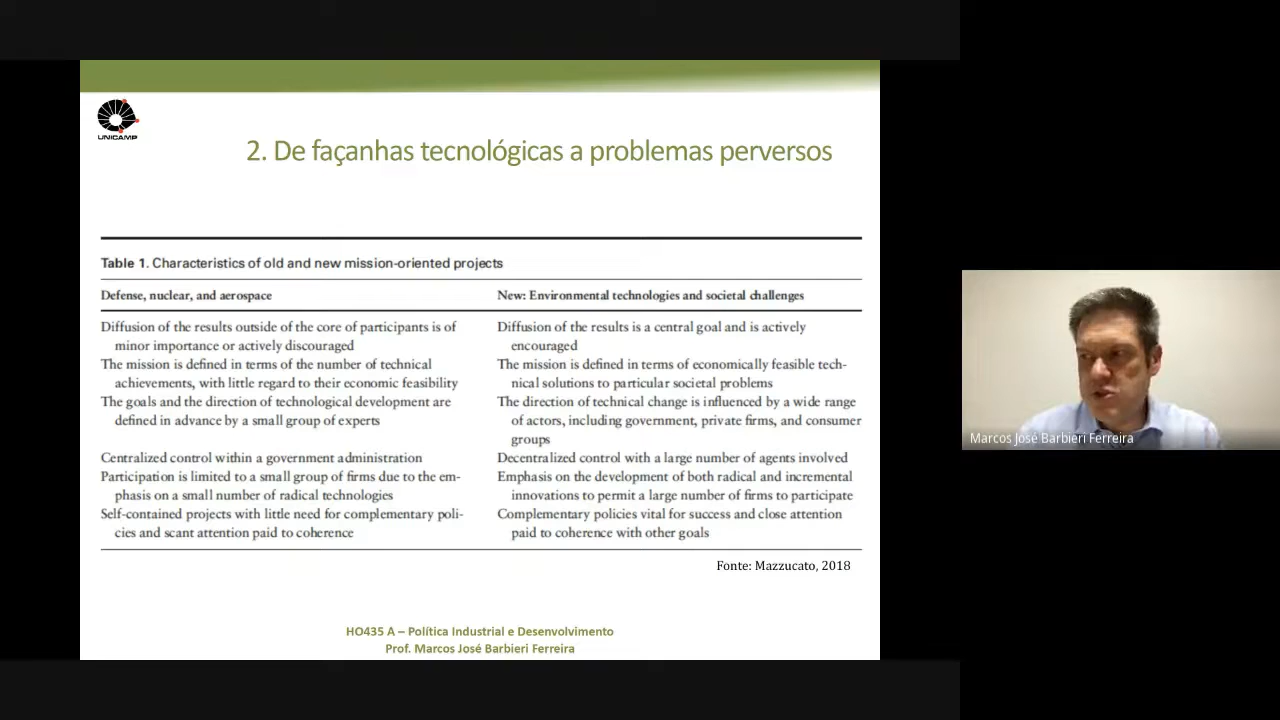 UNICAMP
2. De façanhas tecnológicas a problemas perversos
Table 1. Characteristics of old and new mission-oriented projects
Defense, nuclear, and aerospace
New: Environmental technologies and societal challenges
Diffusion of the results outside of the core of participants is of
minor importance or actively discouraged
Diffusion of the results is a central goal and is actively
encouraged
The mission is defined in terms of the number of technical
achievements, with little regard to their economic feasibility
The mission is defined in terms of economically feasible tech-
nical solutions to particular societal problems
The goals and the direction of technological development are
defined in advance by a small group of experts
The direction of technical change is influenced by a wide range
of actors, including government, private firms, and consumer
groups
Centralized control within a government administration
Decentralized control with a large number of agents involved
Participation is limited to a small group of firms due to the em-
phasis on a small number of radical technologies
Emphasis on the development of both radical and incremental
innovations to permit a large number of firms to participate
Self-contained projects with little need for complementary poli-
cies and scant attention paid to coherence
Complementary policies vital for success and close attention
paid to coherence with other goals
Fonte: Mazzucato, 2018
HO435 A – Política Industrial e Desenvolvimento
Prof. Marcos José Barbieri Ferreira
Marcos José Barbieri Ferreira